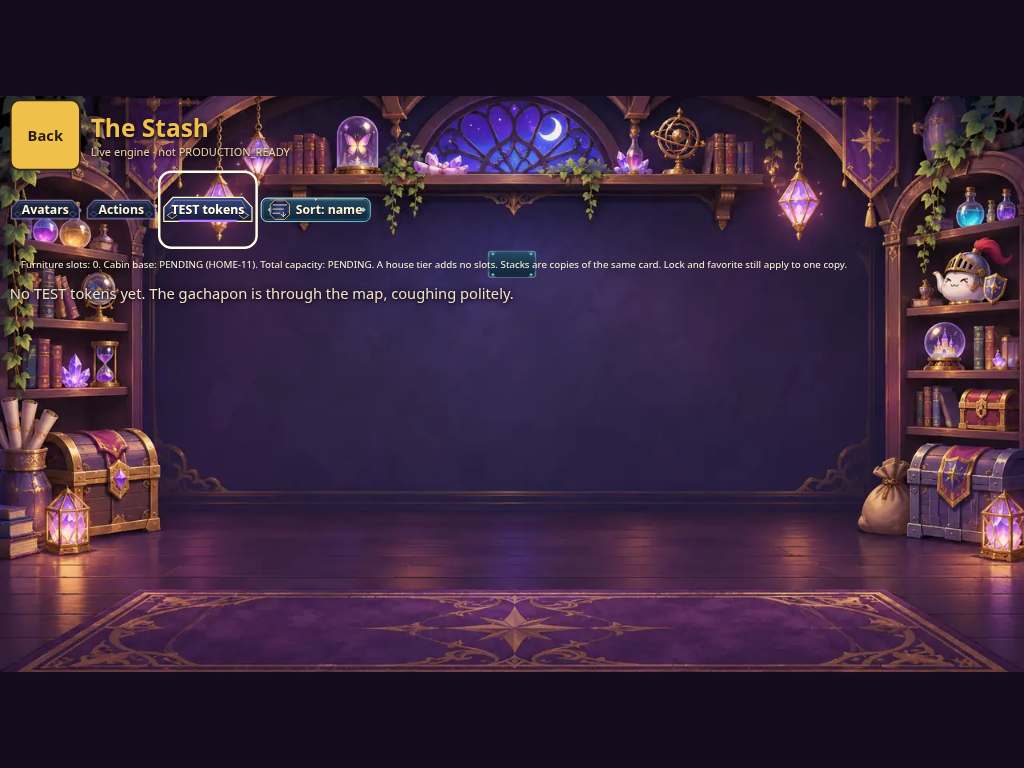 Back
The Stash
Live engine · not PRODUCTION_READY
Avatars
Actions
TEST tokens
Sort: name
Furniture slots: 0. Cabin base: PENDING (HOME-11). Total capacity: PENDING. A house tier adds no slots. Stacks are copies of the same card. Lock and favorite still apply to one copy.
No TEST tokens yet. The gachapon is through the map, coughing politely.